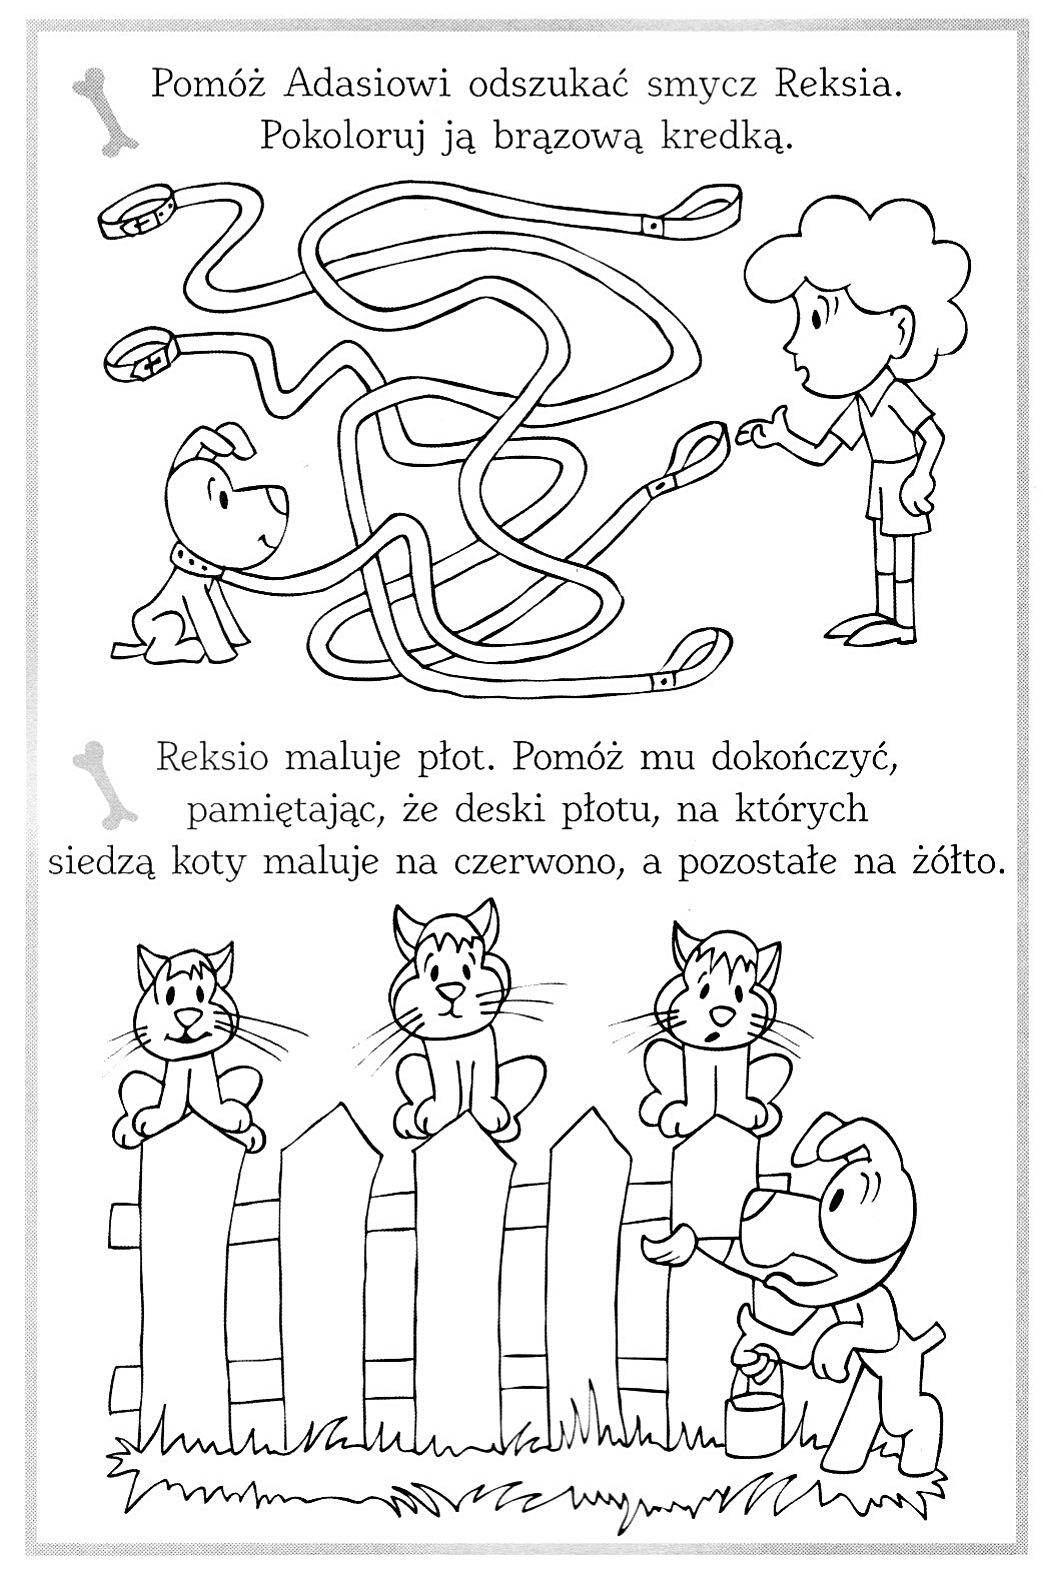 Pomóż Adasiowi odszukać smycz Reksia.
Pokoloruj ją brązową kredką.
Reksio maluje płot. Pomóż mu dokończyć,
pamiętając, że deski płotu, na których
siedzą koty maluje na czerwono, a pozostałe na żółto.